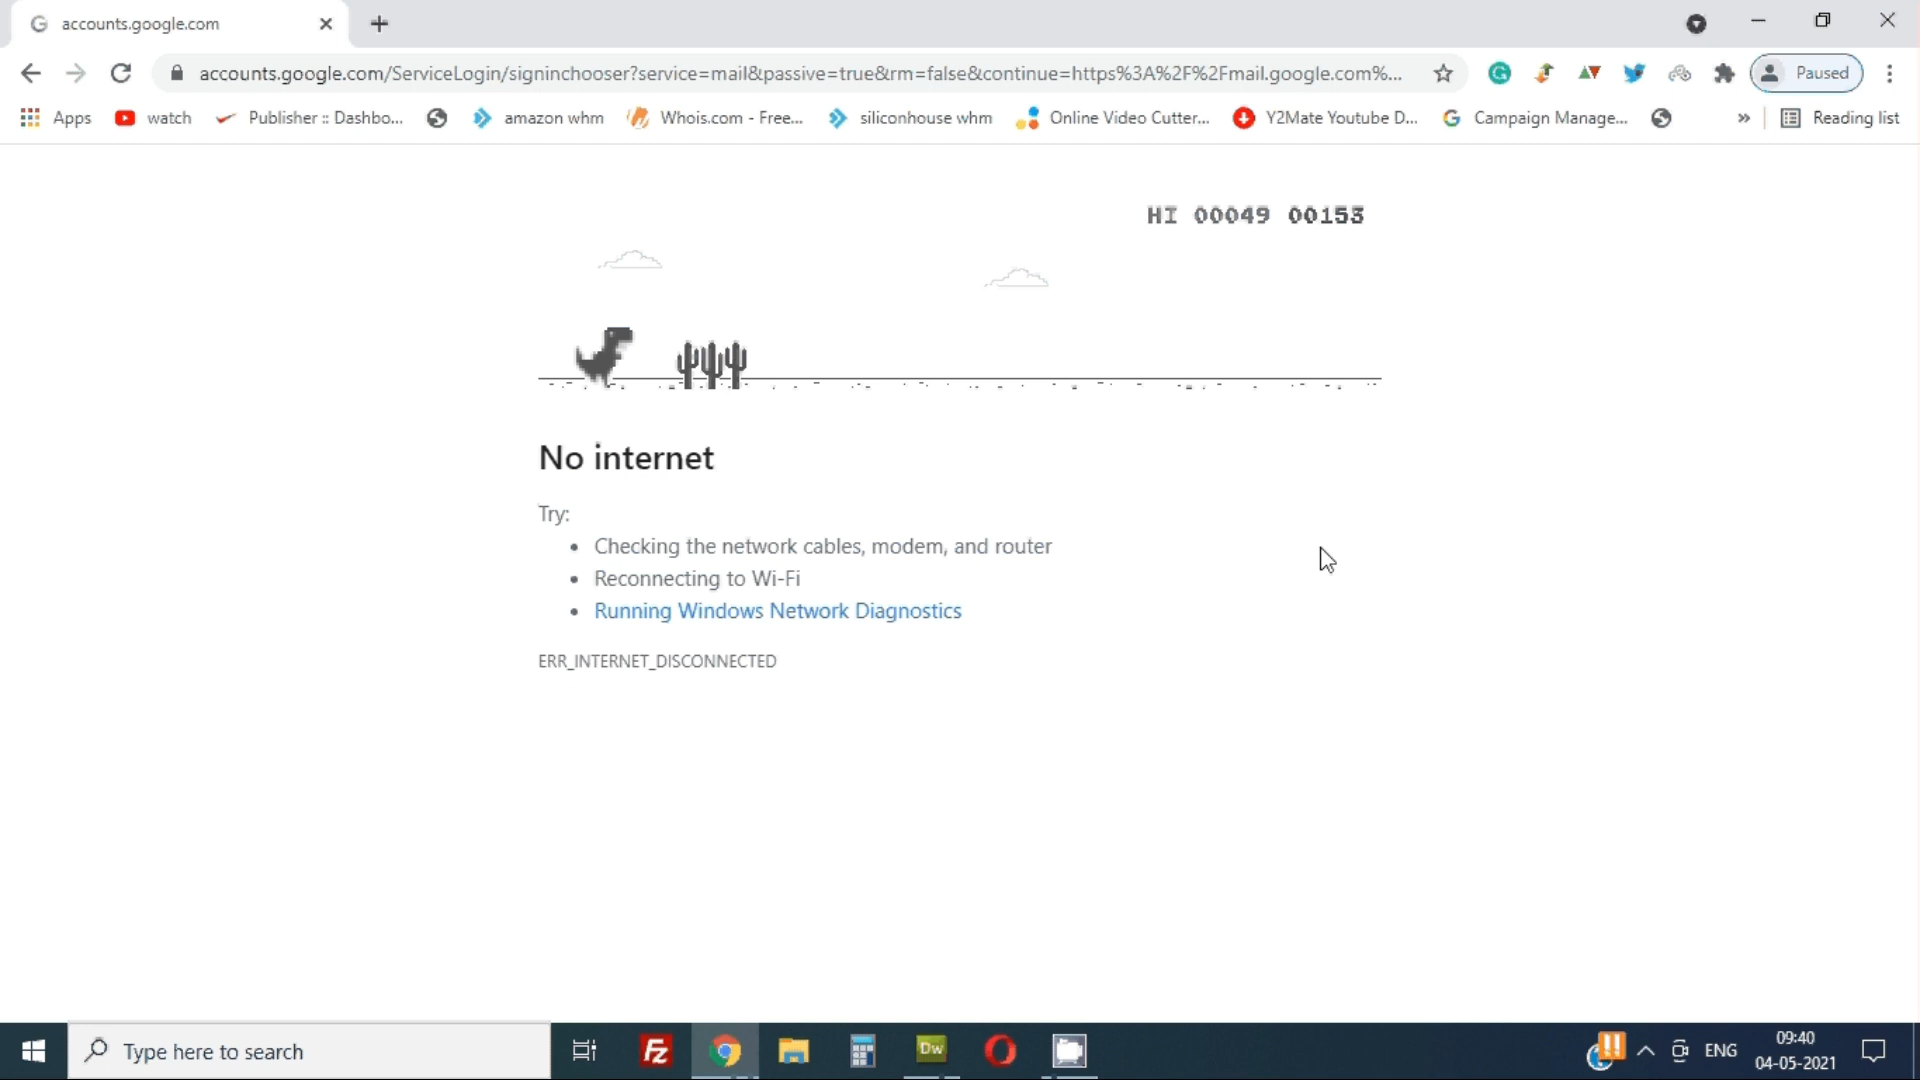 accounts.google.com
accounts.google.com/ServiceLogin/signinchooser?service=mail&passive=true&rm=false&continue=https%3A%2F%2Fmail.google.com%...
Paused
Apps
watch
Publisher :: Dashbo...
amazon whm
Whois.com - Free...
siliconhouse whm
Online Video Cutter...
Y2Mate Youtube D...
Campaign Manage...
»
Reading list
HI 00049 00153
No internet
Try:
• Checking the network cables, modem, and router
• Reconnecting to Wi-Fi
• Running Windows Network Diagnostics
ERR_INTERNET_DISCONNECTED
Type here to search
Fz
Dw
ENG
09:40
04-05-2021